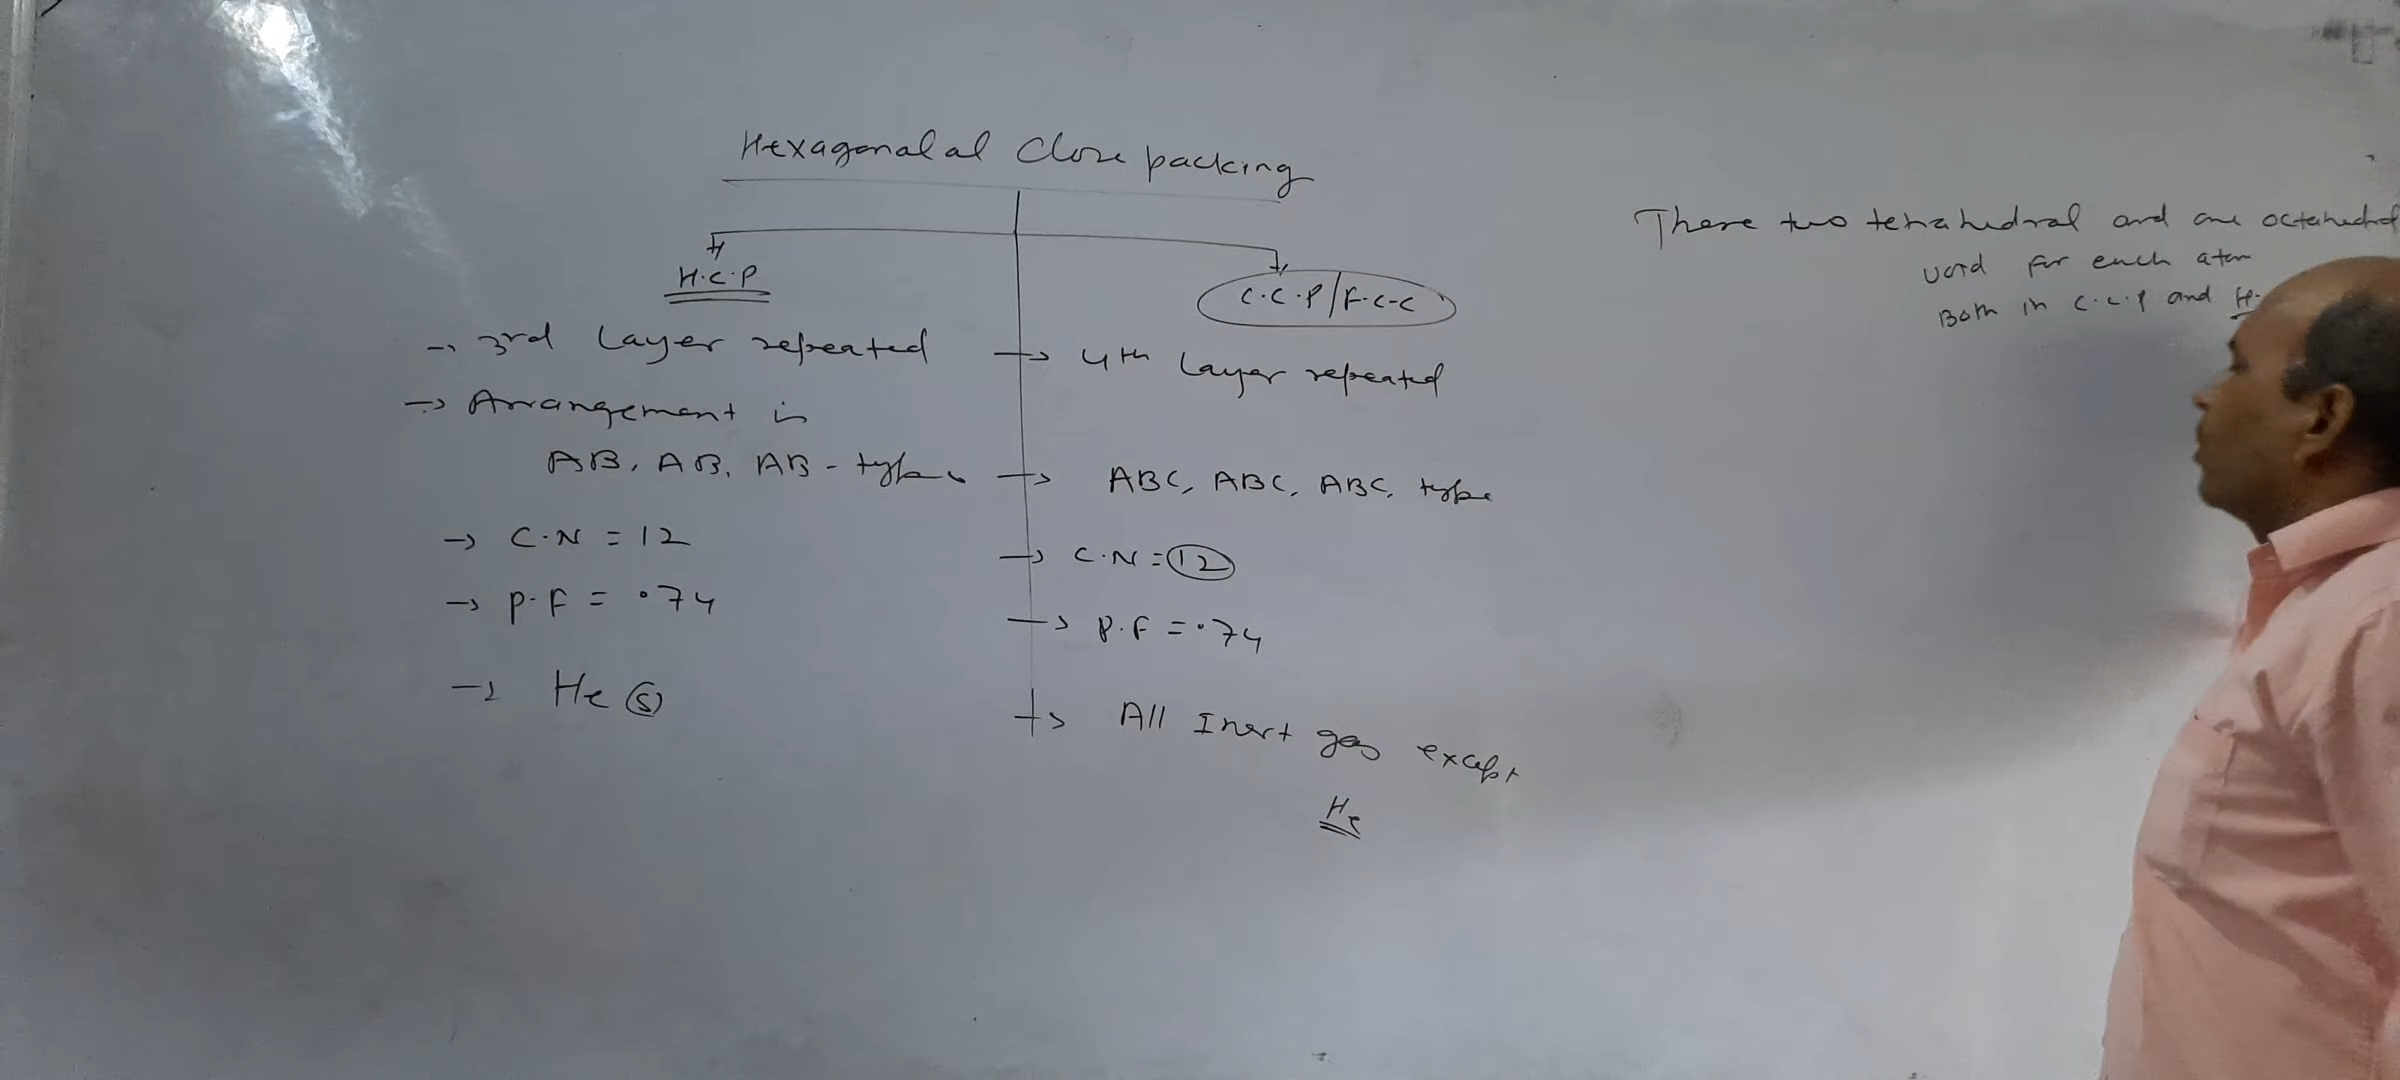 Hexagonalal Close packing
H.C.P
→ 3rd Layer repeated
→ Arrangement in
AB, AB, AB - type
→ C.N = 12
→ P.F = .74
→ He (s)
C.C.P/F.C.C
→ 4th Layer repeated
→ ABC, ABC, ABC, type
→ C.N = 12
→ P.F = .74
→ All Inert gas except
He
There two tetrahedral and one octahedral
void for each atom
Both in C.C.P and